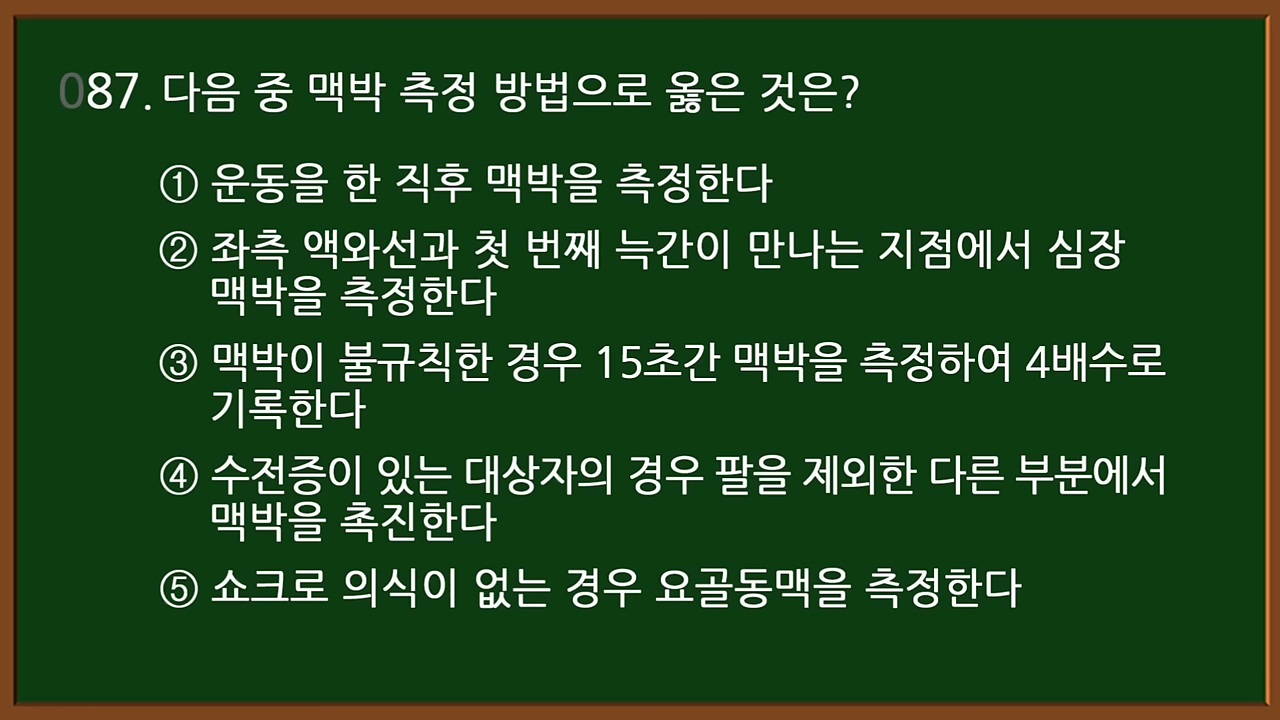 087. 다음 중 맥박 측정 방법으로 옳은 것은?
① 운동을 한 직후 맥박을 측정한다
② 좌측 액와선과 첫 번째 늑간이 만나는 지점에서 심장
맥박을 측정한다
③ 맥박이 불규칙한 경우 15초간 맥박을 측정하여 4배수로
기록한다
④ 수전증이 있는 대상자의 경우 팔을 제외한 다른 부분에서
맥박을 촉진한다
⑤ 쇼크로 의식이 없는 경우 요골동맥을 측정한다